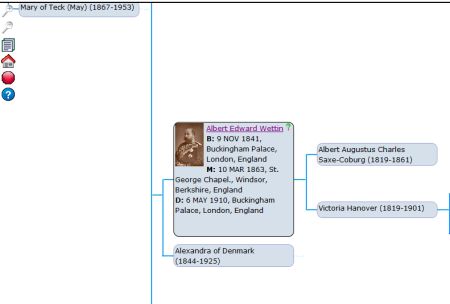 Mary of Teck (May) (1867-1953)
Albert Edward Wettin ?
B: 9 NOV 1841,
Buckingham Palace,
London, England
M: 10 MAR 1863, St.
George Chapel., Windsor,
Berkshire, England
D: 6 MAY 1910, Buckingham
Palace, London, England
Albert Augustus Charles
Saxe-Coburg (1819-1861)
Victoria Hanover (1819-1901)
Alexandra of Denmark
(1844-1925)
?